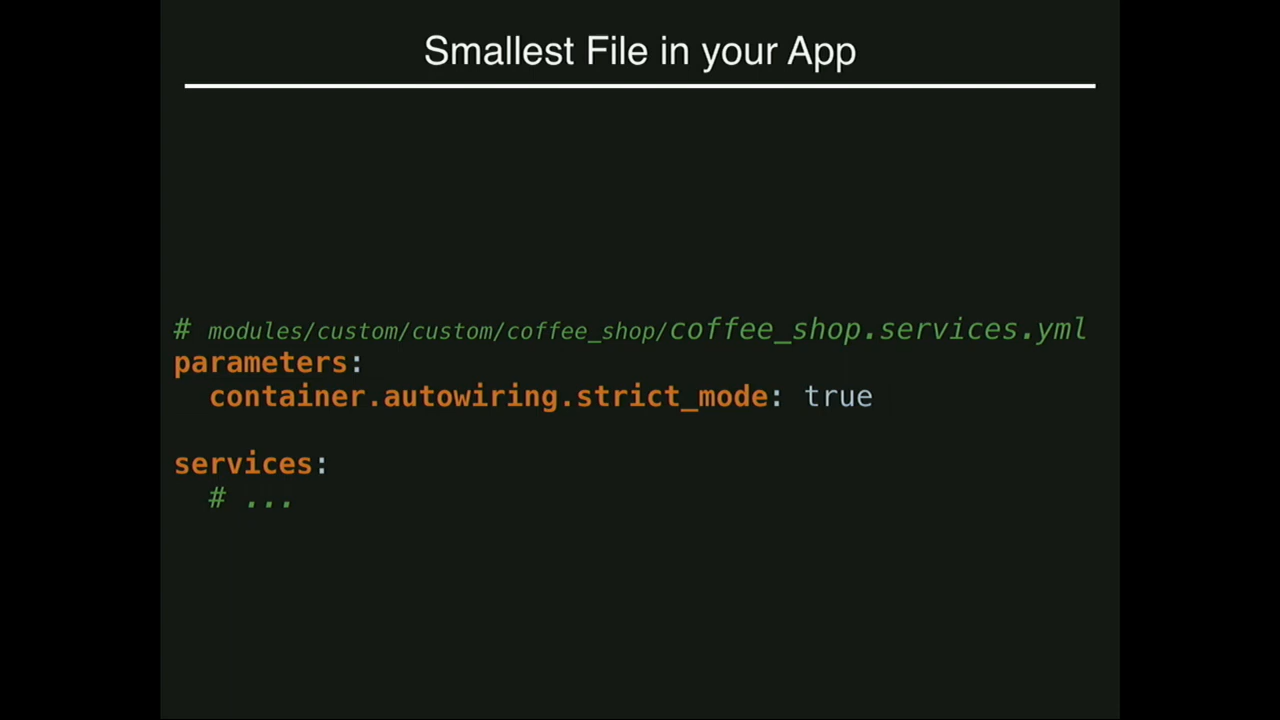 Smallest File in your App
# modules/custom/custom/coffee_shop/coffee_shop.services.yml
parameters:
  container.autowiring.strict_mode: true
services:
  # ...